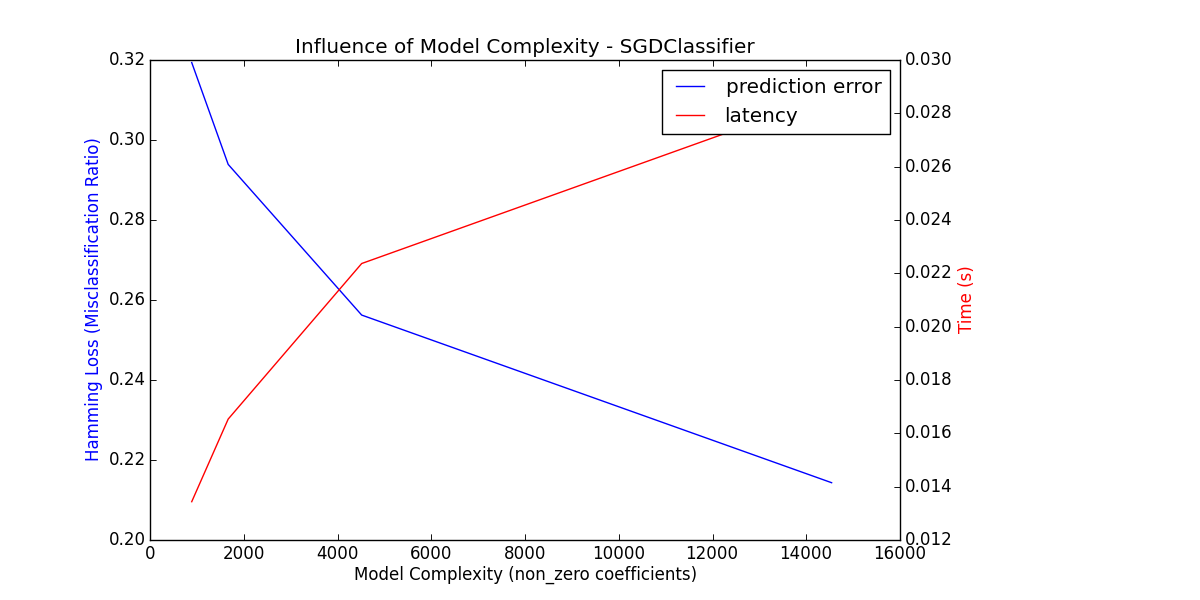 Influence of Model Complexity - SGDClassifier
prediction error
latency
Hamming Loss (Misclassification Ratio)
0.32
0.30
0.28
0.26
0.24
0.22
0.20
0.030
0.028
0.026
0.024
0.022
0.020
0.018
0.016
0.014
0.012
Time (s)
0 2000 4000 6000 8000 10000 12000 14000 16000
Model Complexity (non_zero coefficients)